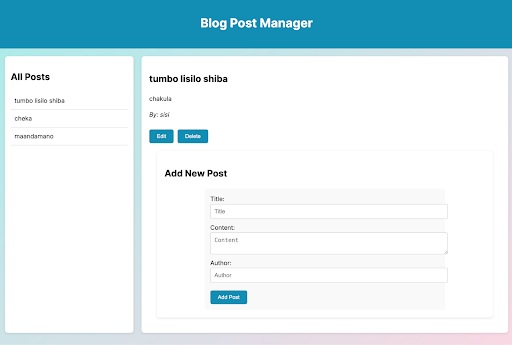 Blog Post Manager
All Posts
tumbo lisilo shiba
cheka
maandamano
tumbo lisilo shiba
chakula
By: sisi
Edit Delete
Add New Post
Title:
Title
Content:
Content
Author:
Author
Add Post